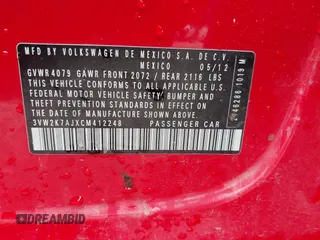 MFD BY VOLKSWAGEN DE MEXICO S.A. DE C.V.
MEXICO 05/12
GVWR4079 GAWR FRONT 2072 / REAR 2116 LBS
THIS VEHICLE CONFORMS TO ALL APPLICABLE
FEDERAL MOTOR VEHICLE SAFETY/ BUMPER /
AND THEFT PREVENTION STANDARDS IN
EFFECT ON THE DATE OF MANUFACTURE
SHOWN ABOVE.
3VW2K7AJXCM412248 PASSENGER CAR
DREAMBID